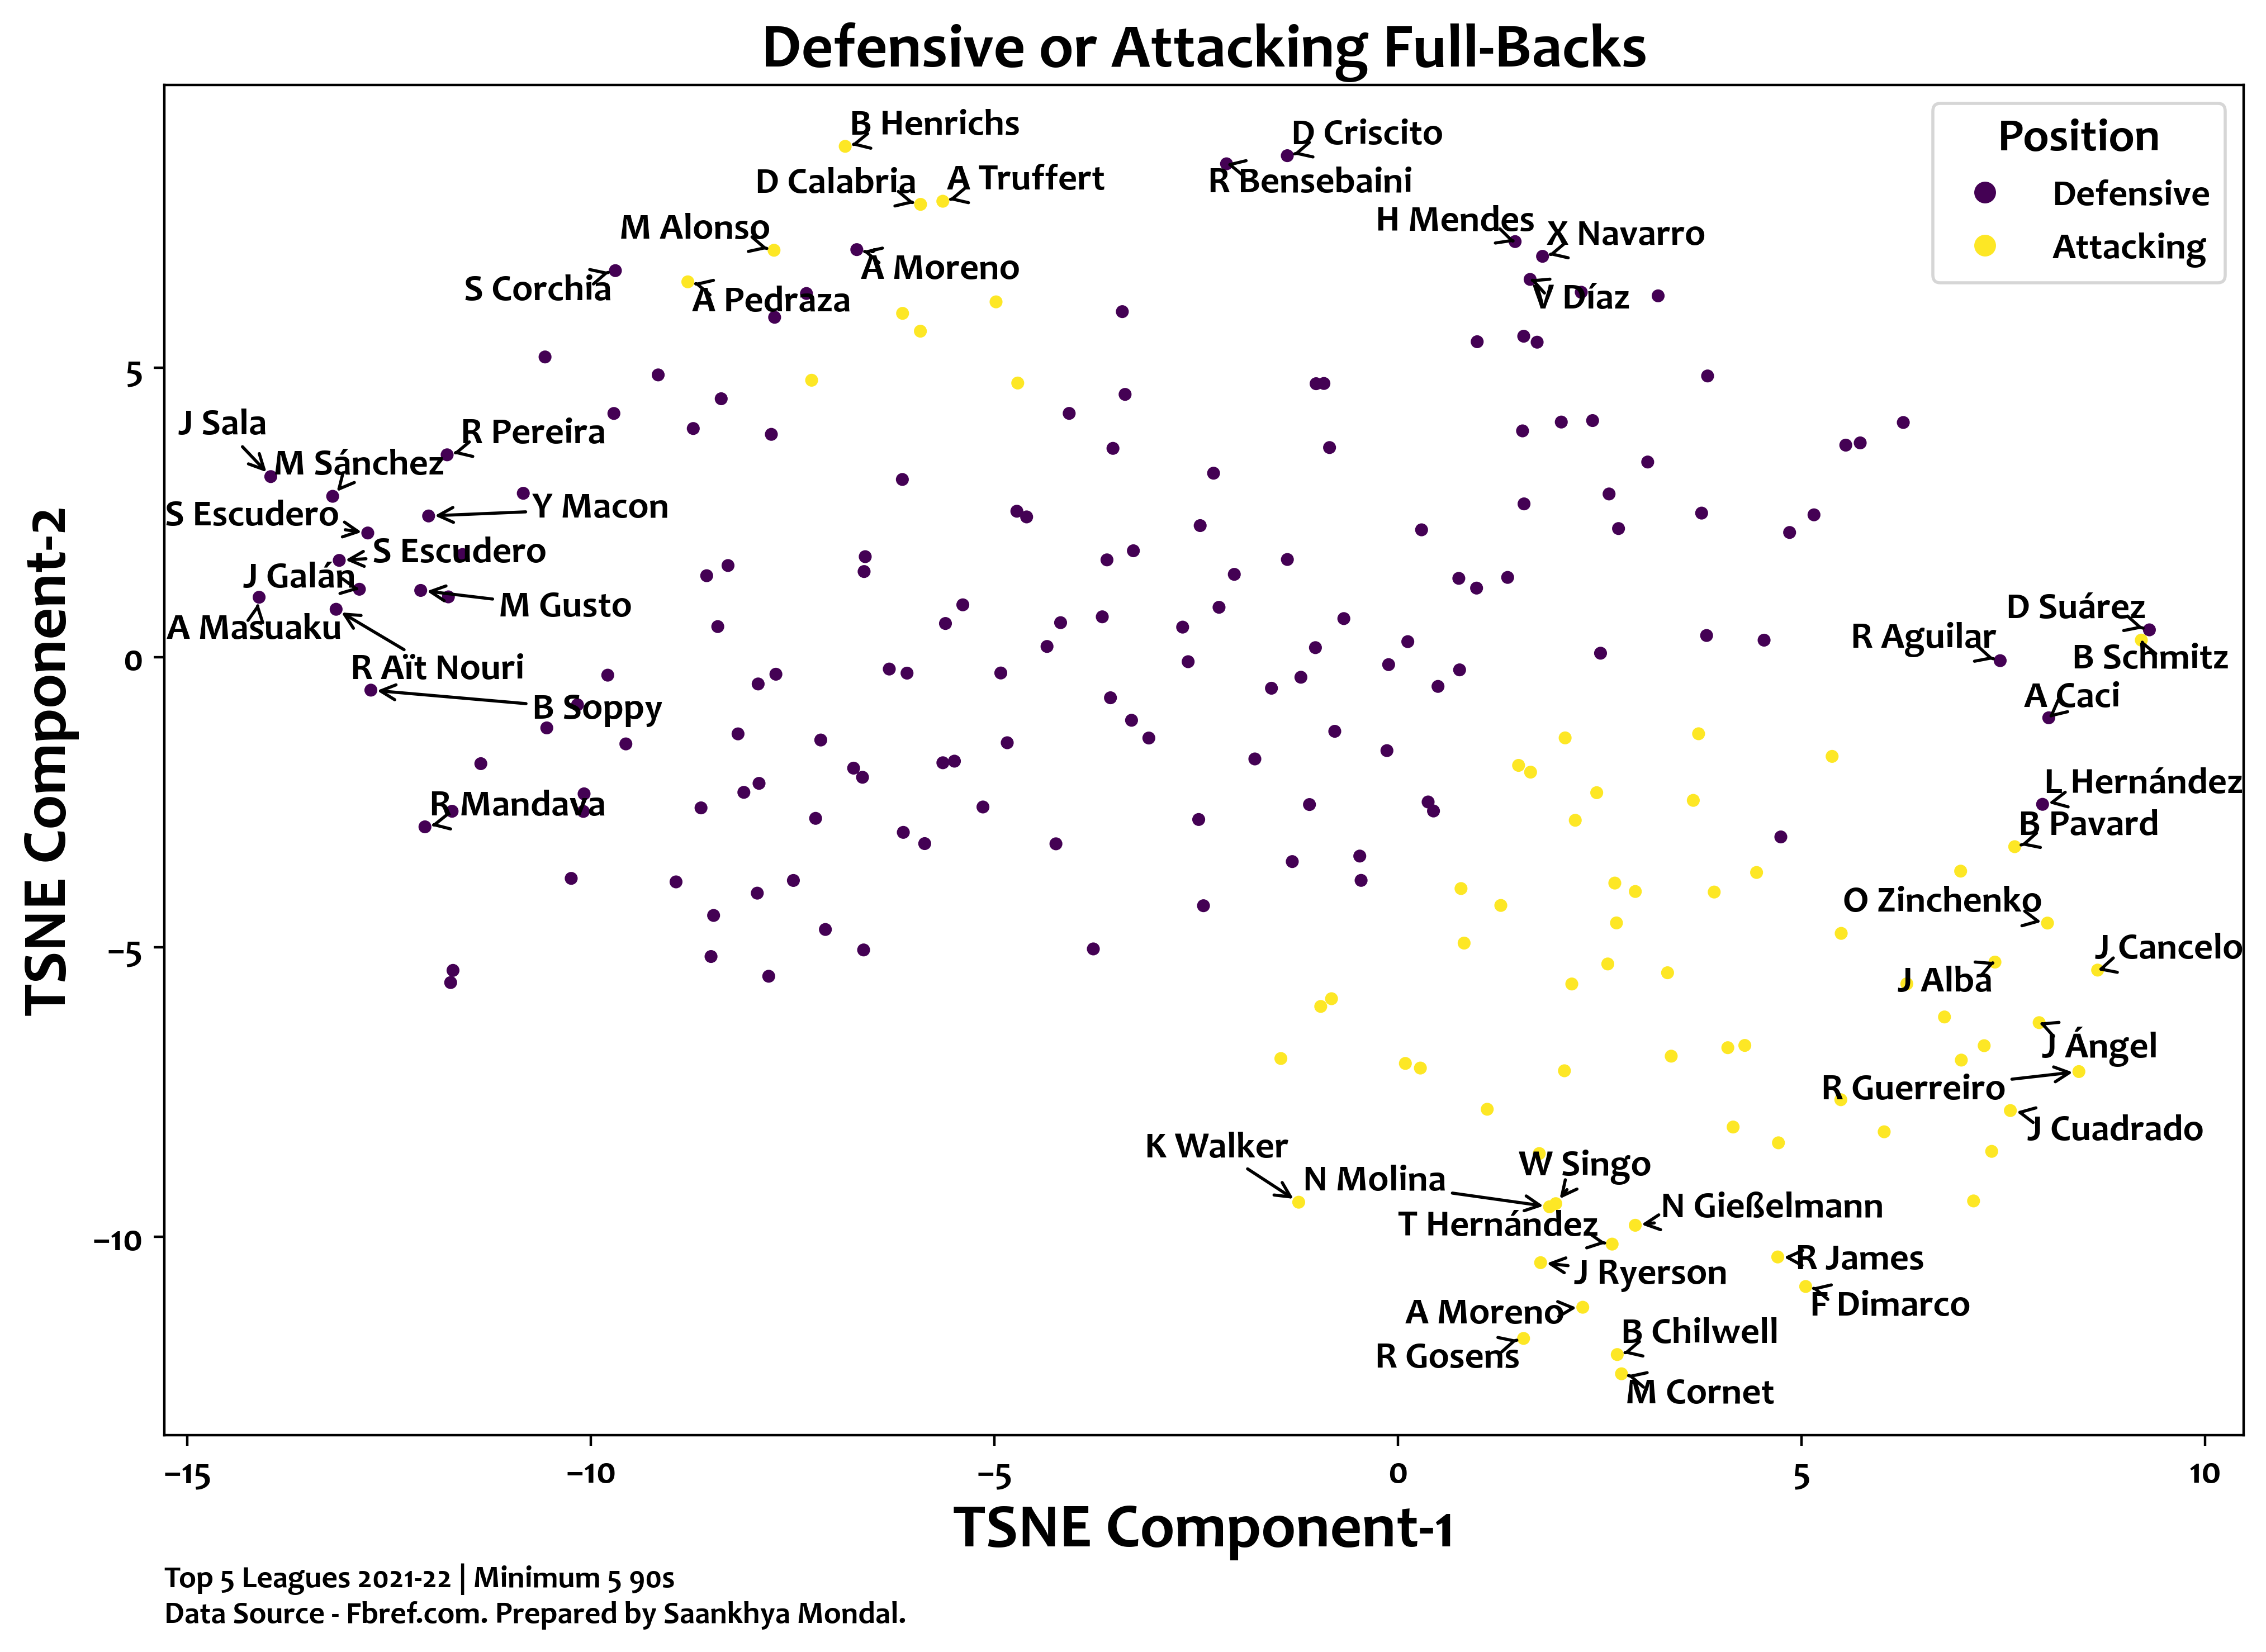 Defensive or Attacking Full-Backs
B Henrichs
D Criscito
Position
D Calabria
A Truffert
R Bensebaini
Defensive
M Alonso
H Mendes
X Navarro
Attacking
S Corchia
A Moreno
A Pedraza
V Díaz
5
J Sala
R Pereira
M Sánchez
S Escudero
Y Macon
S Escudero
J Galán
M Gusto
D Suárez
A Masuaku
R Aguilar
0
R Aït Nouri
B Schmitz
B Soppy
A Caci
L Hernández
R Mandava
B Pavard
O Zinchenko
−5
J Cancelo
J Alba
J Ángel
R Guerreiro
J Cuadrado
K Walker
N Molina
W Singo
T Hernández
N Gießelmann
−10
J Ryerson
R James
A Moreno
F Dimarco
R Gosens
B Chilwell
M Cornet
TSNE Component-2
−15
−10
−5
0
5
10
TSNE Component-1
Top 5 Leagues 2021-22 | Minimum 5 90s
Data Source - Fbref.com. Prepared by Saankhya Mondal.